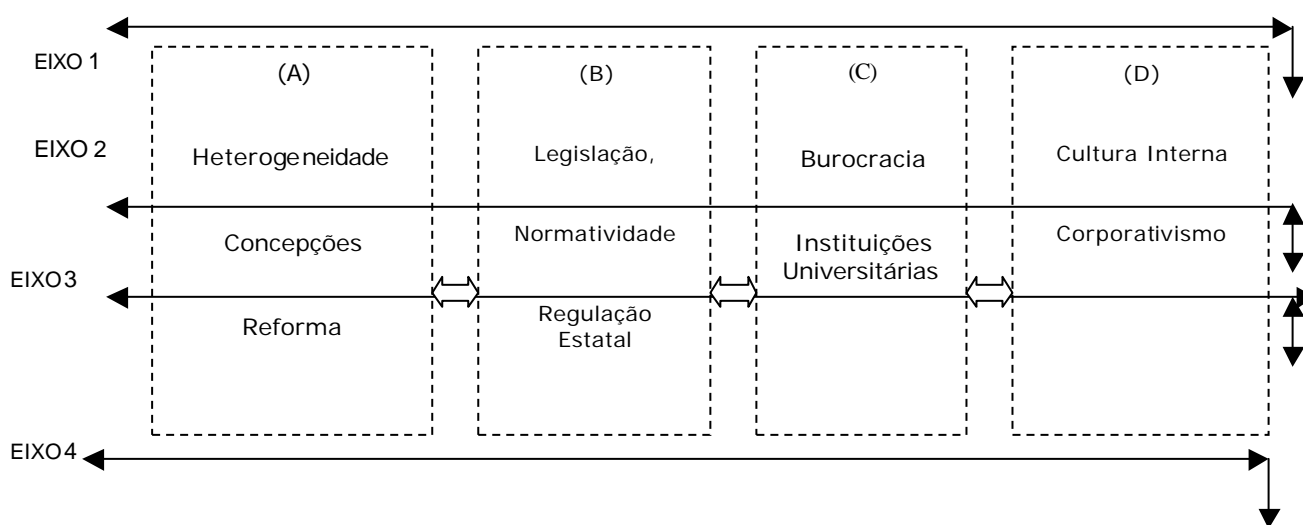 EIXO 1
(A)
(B)
(C)
(D)
EIXO 2
Heterogeneidade
Legislação,
Burocracia
Cultura Interna
Concepções
Normatividade
Instituições
Universitárias
Corporativismo
EIXO3
Reforma
Regulação
Estatal
EIXO4